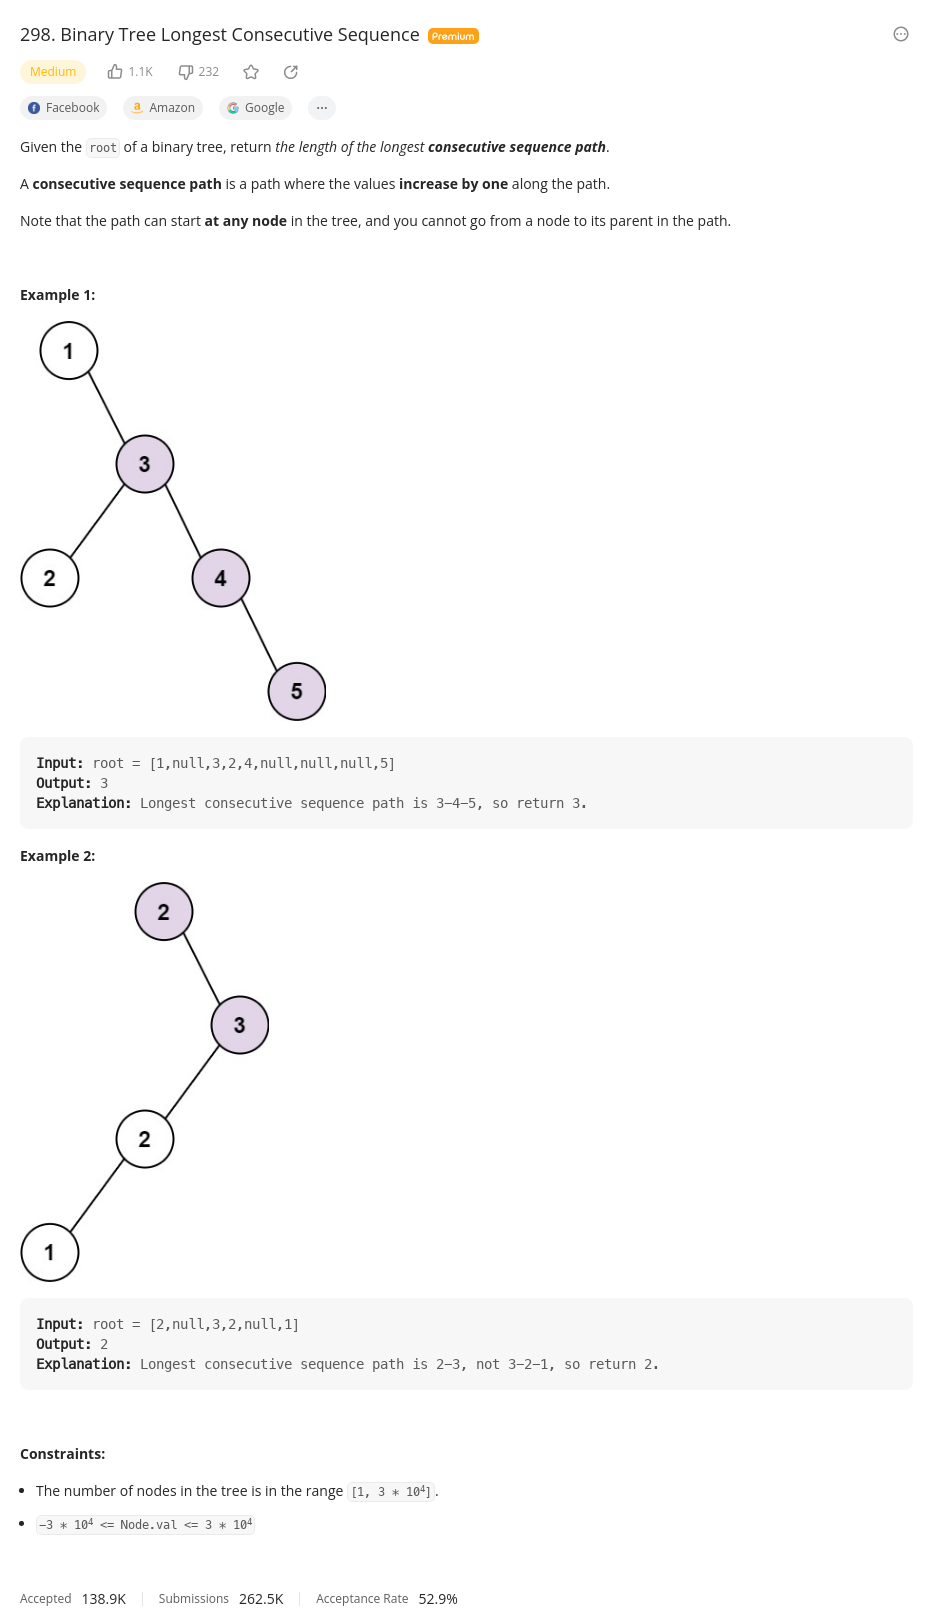 298. Binary Tree Longest Consecutive Sequence Premium
Medium 1.1K 232
Facebook Amazon Google ...
Given the root of a binary tree, return the length of the longest consecutive sequence path.
A consecutive sequence path is a path where the values increase by one along the path.
Note that the path can start at any node in the tree, and you cannot go from a node to its parent in the path.
Example 1:
1
3
2 4
5
Input: root = [1,null,3,2,4,null,null,null,5]
Output: 3
Explanation: Longest consecutive sequence path is 3-4-5, so return 3.
Example 2:
2
3
2
1
Input: root = [2,null,3,2,null,1]
Output: 2
Explanation: Longest consecutive sequence path is 2-3, not 3-2-1, so return 2.
Constraints:
• The number of nodes in the tree is in the range [1, 3 * 10⁴].
• -3 * 10⁴ <= Node.val <= 3 * 10⁴
Accepted 138.9K Submissions 262.5K Acceptance Rate 52.9%